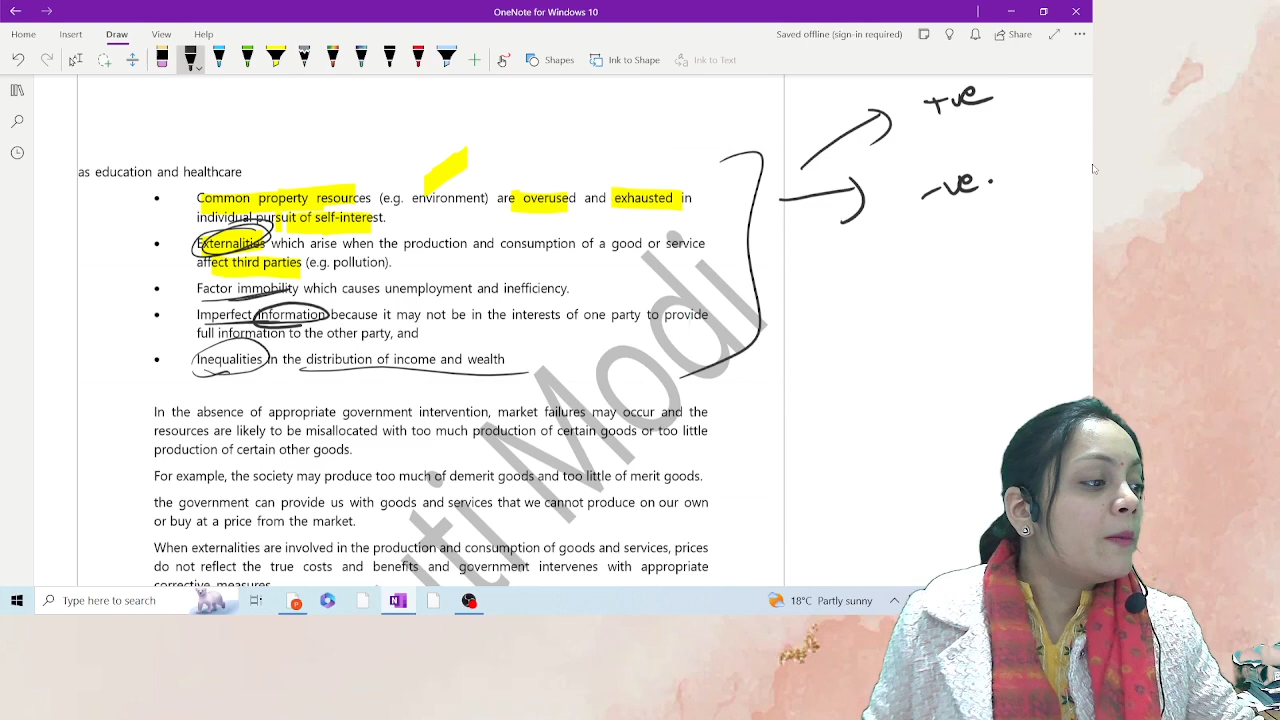 OneNote for Windows 10
Home Insert Draw View Help
Saved offline (sign-in required) Share
Shapes Ink to Shape Ink to Text
+ve
as education and healthcare
-ve.
• Common property resources (e.g. environment) are overused and exhausted in
individual pursuit of self-interest.
• Externalities which arise when the production and consumption of a good or service
affect third parties (e.g. pollution).
• Factor immobility which causes unemployment and inefficiency.
• Imperfect information because it may not be in the interests of one party to provide
full information to the other party, and
• Inequalities in the distribution of income and wealth
In the absence of appropriate government intervention, market failures may occur and the
resources are likely to be misallocated with too much production of certain goods or too little
production of certain other goods.
For example, the society may produce too much of demerit goods and too little of merit goods.
the government can provide us with goods and services that we cannot produce on our own
or buy at a price from the market.
When externalities are involved in the production and consumption of goods and services, prices
do not reflect the true costs and benefits and government intervenes with appropriate
corrective measures
uti Modi
Type here to search
18°C Partly sunny